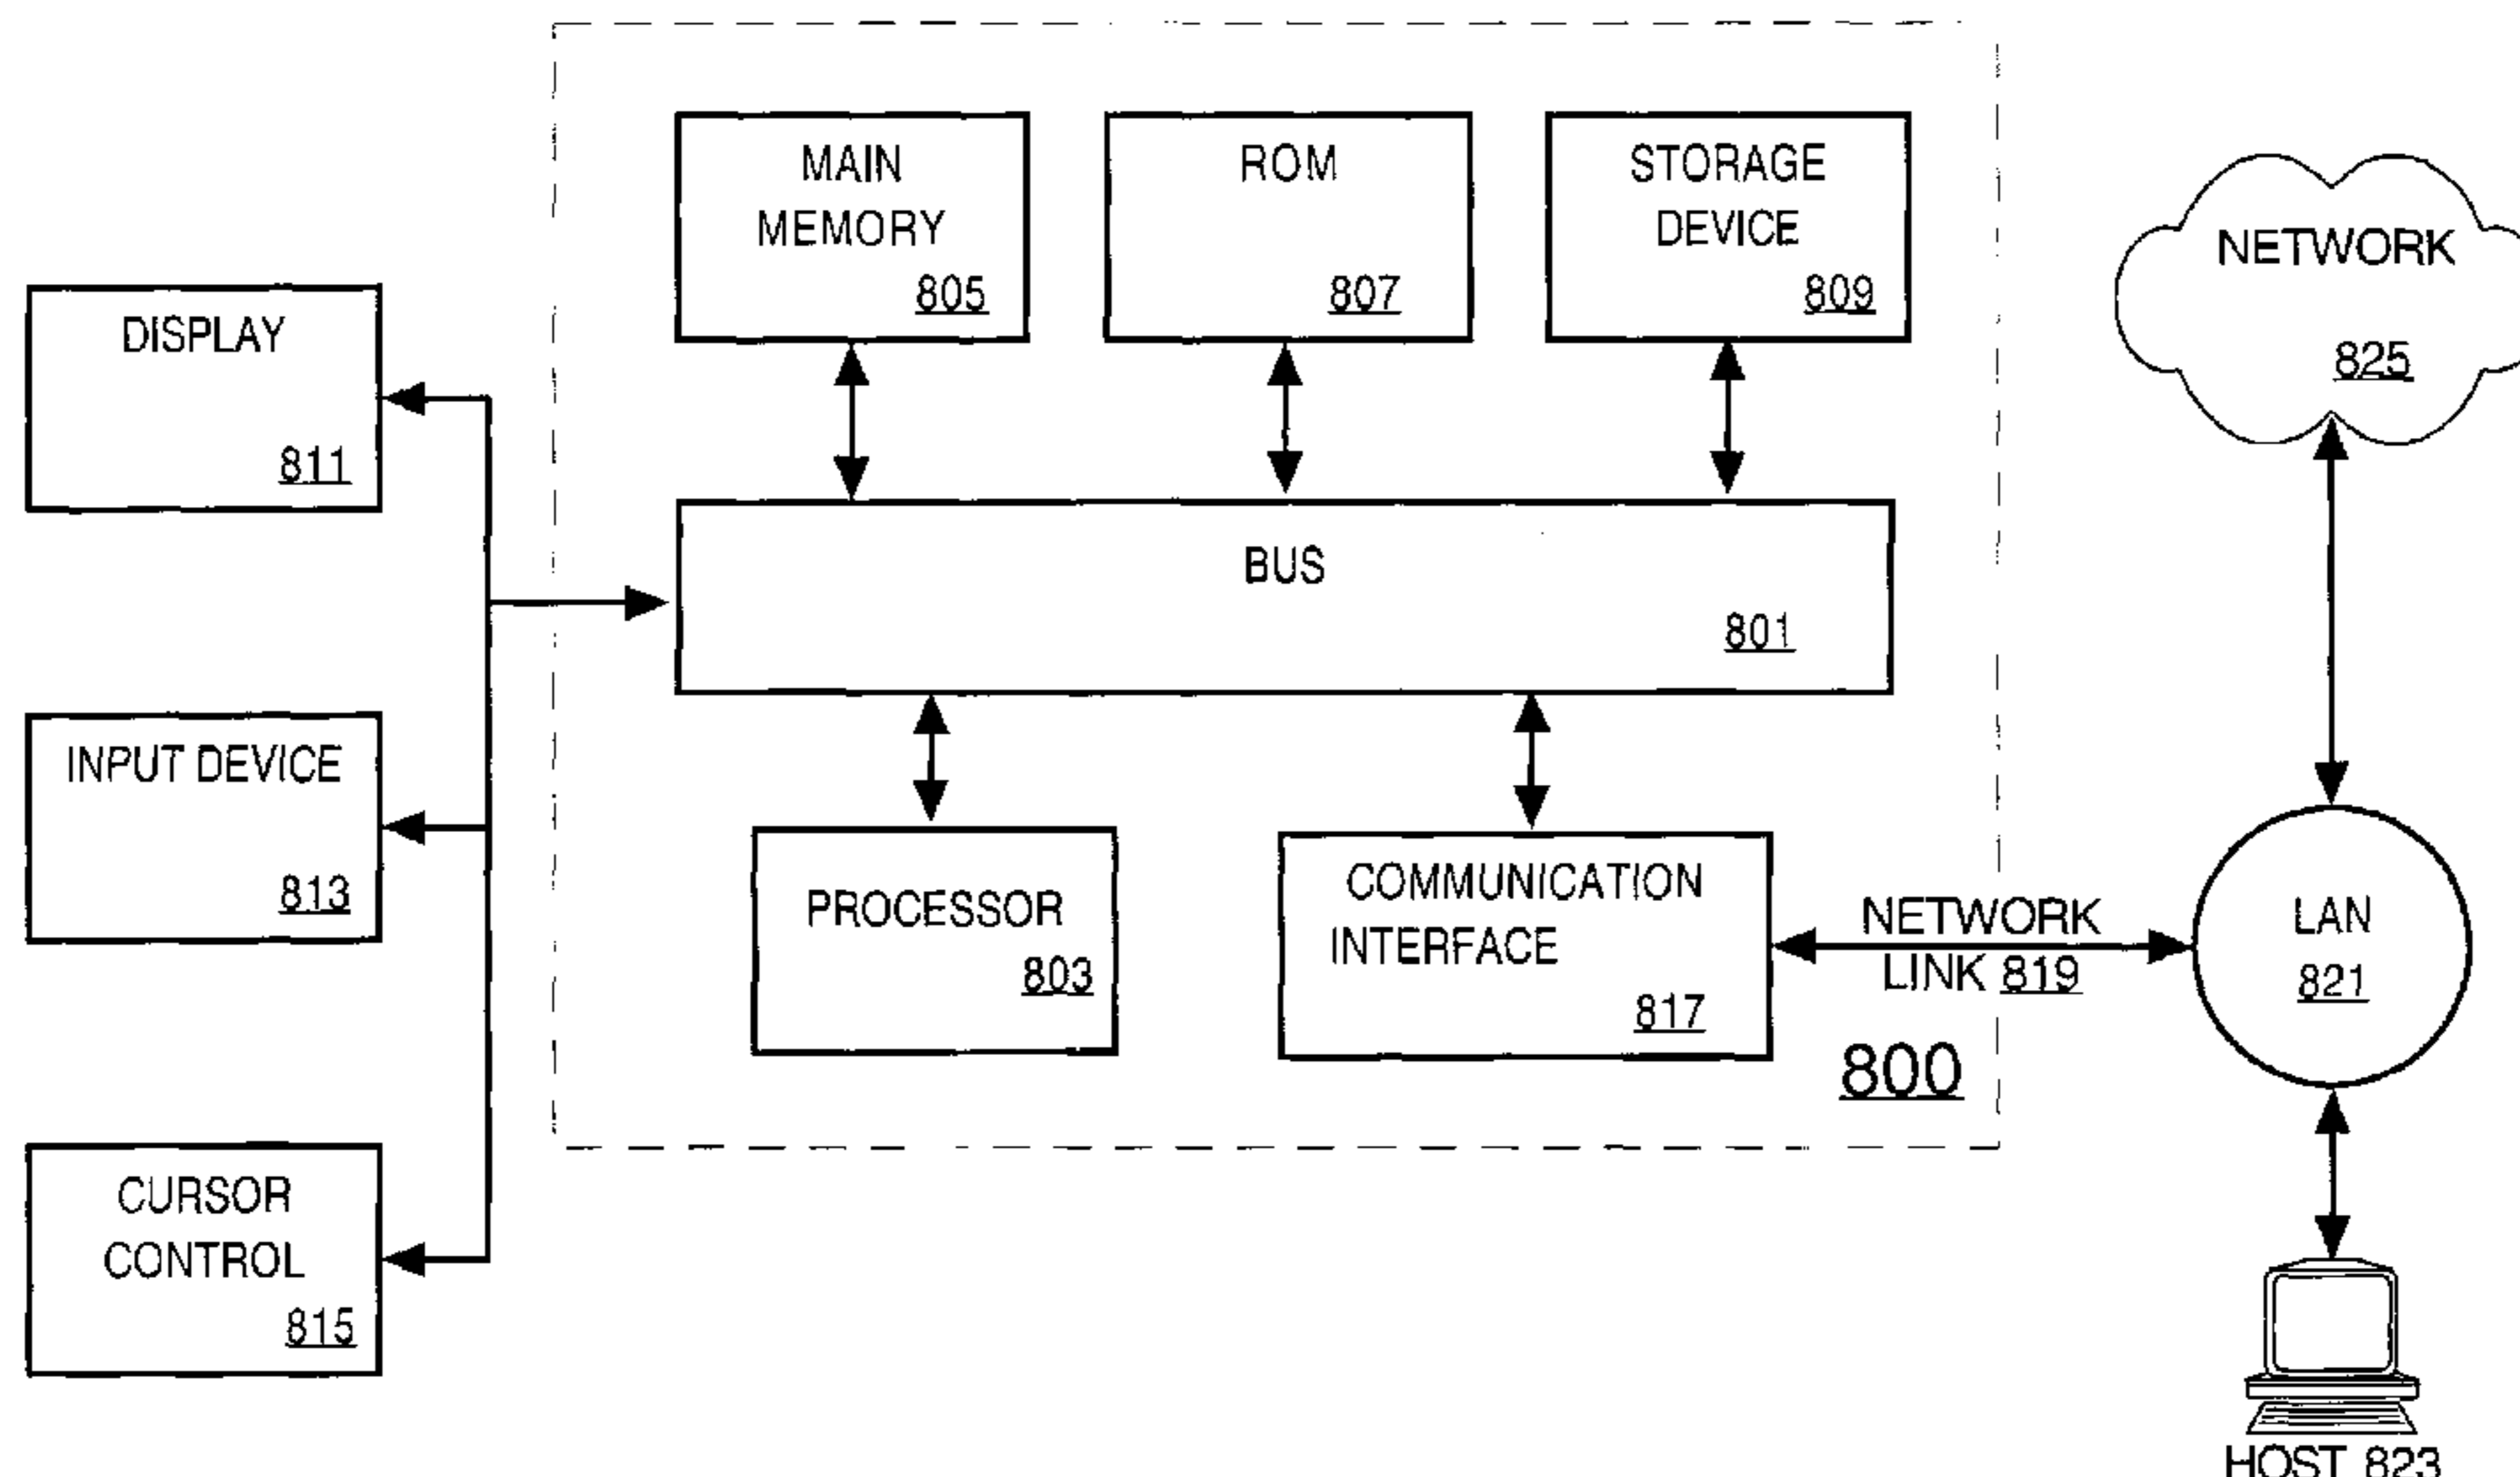 MAIN
MEMORY
805
ROM
807
STORAGE
DEVICE
809
NETWORK
825
DISPLAY
811
BUS
801
INPUT DEVICE
813
PROCESSOR
803
COMMUNICATION
INTERFACE
817
NETWORK
LINK 819
LAN
821
800
CURSOR
CONTROL
815
HOST 823